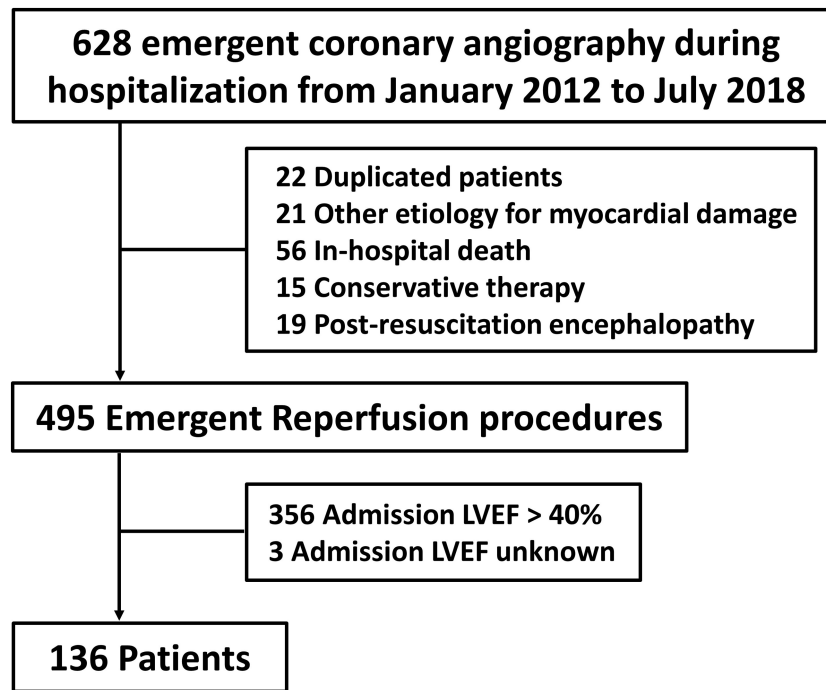 628 emergent coronary angiography during
hospitalization from January 2012 to July 2018
22 Duplicated patients
21 Other etiology for myocardial damage
56 In-hospital death
15 Conservative therapy
19 Post-resuscitation encephalopathy
495 Emergent Reperfusion procedures
356 Admission LVEF > 40%
3 Admission LVEF unknown
136 Patients